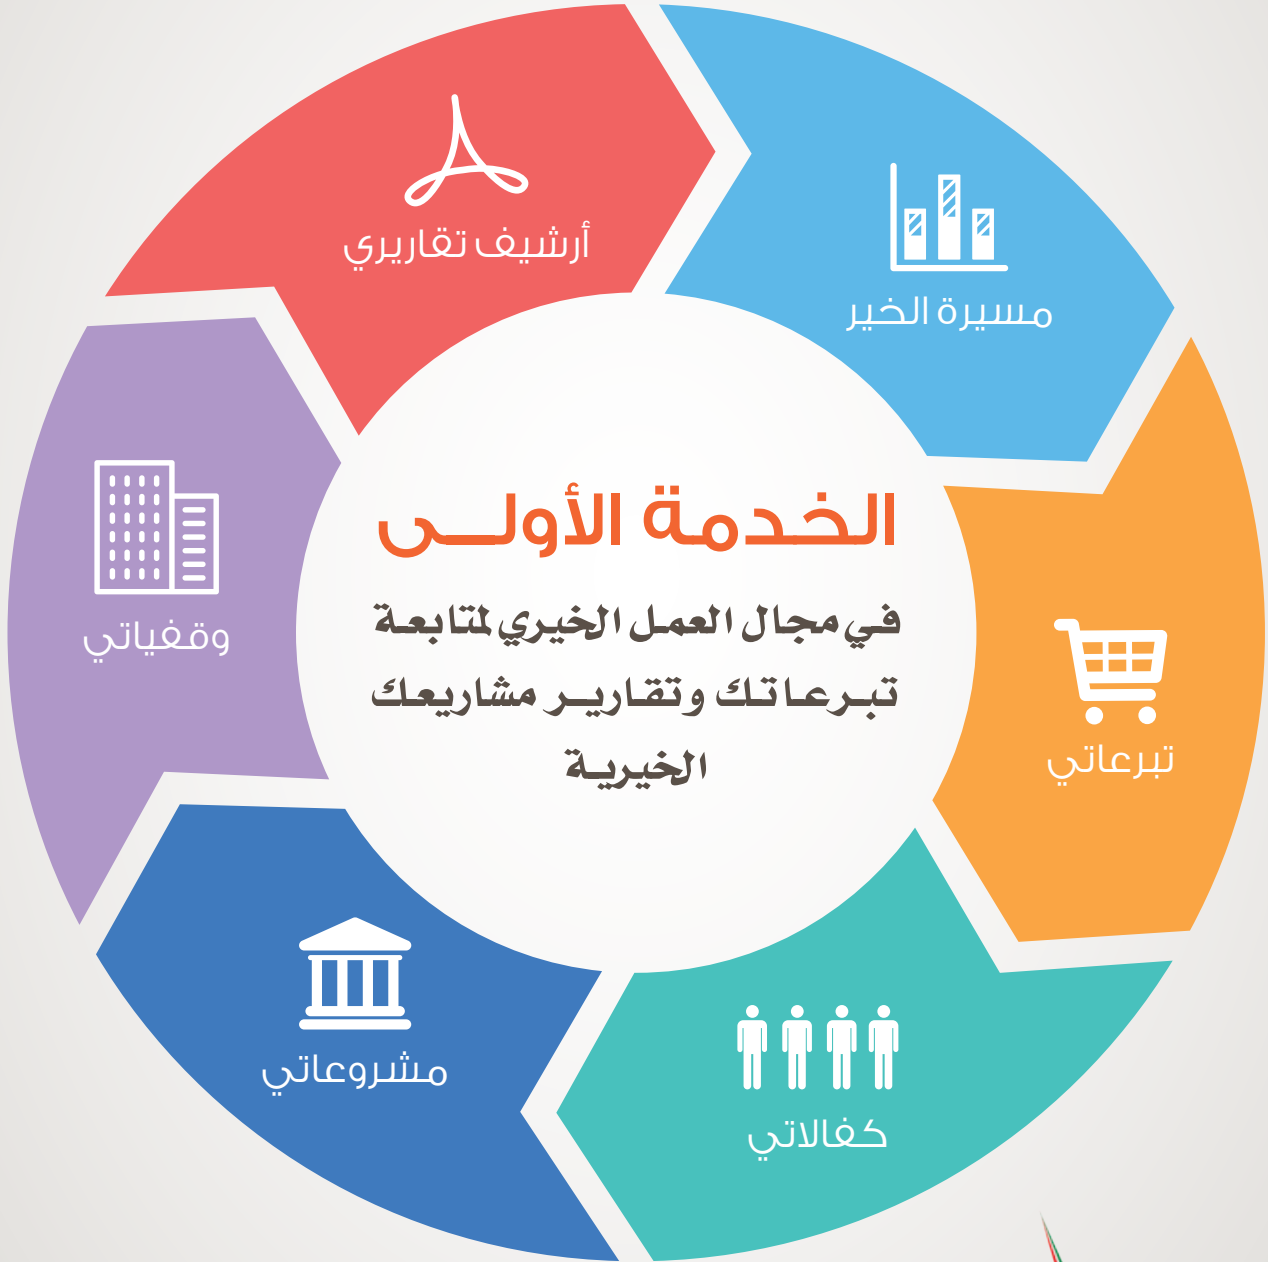 أرشيف تقاريري
مسيرة الخير
الخدمة الأولى
في مجال العمل الخيري لمتابعة
تبرعاتك وتقارير مشاريعك
الخيرية
وقفياتي
تبرعاتي
مشروعاتي
كفالاتي